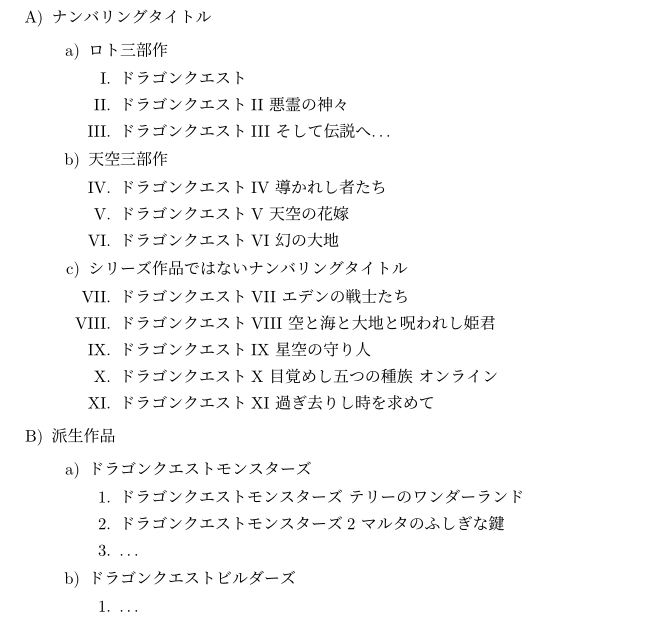 A) ナンバリングタイトル
a) ロト三部作
I. ドラゴンクエスト
II. ドラゴンクエスト II 悪霊の神々
III. ドラゴンクエスト III そして伝説へ...
b) 天空三部作
IV. ドラゴンクエスト IV 導かれし者たち
V. ドラゴンクエスト V 天空の花嫁
VI. ドラゴンクエスト VI 幻の大地
c) シリーズ作品ではないナンバリングタイトル
VII. ドラゴンクエスト VII エデンの戦士たち
VIII. ドラゴンクエスト VIII 空と海と大地と呪われし姫君
IX. ドラゴンクエスト IX 星空の守り人
X. ドラゴンクエスト X 目覚めし五つの種族 オンライン
XI. ドラゴンクエスト XI 過ぎ去りし時を求めて
B) 派生作品
a) ドラゴンクエストモンスターズ
1. ドラゴンクエストモンスターズ テリーのワンダーランド
2. ドラゴンクエストモンスターズ 2 マルタのふしぎな鍵
3. ...
b) ドラゴンクエストビルダーズ
1. ...